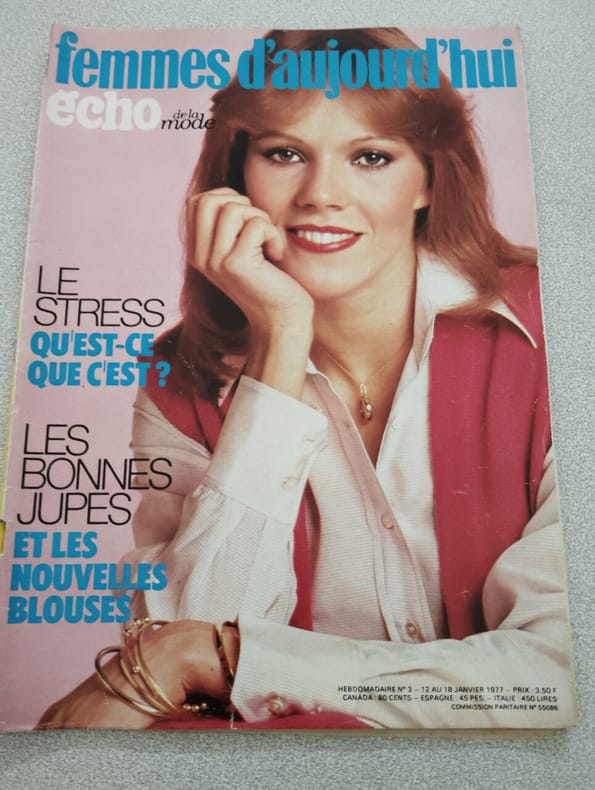 femmes d'aujourd'hui
écho de la mode
LE
STRESS
QU'EST-CE
QUE C'EST?
LES
BONNES
JUPES
ET LES
NOUVELLES
BLOUSES
HEBDOMADAIRE N° 3 – 12 AU 18 JANVIER 1977 – PRIX : 3,50 F
CANADA : 90 CENTS – ESPAGNE : 45 PES. – ITALIE : 450 LIRES
COMMISSION PARITAIRE N° 55086